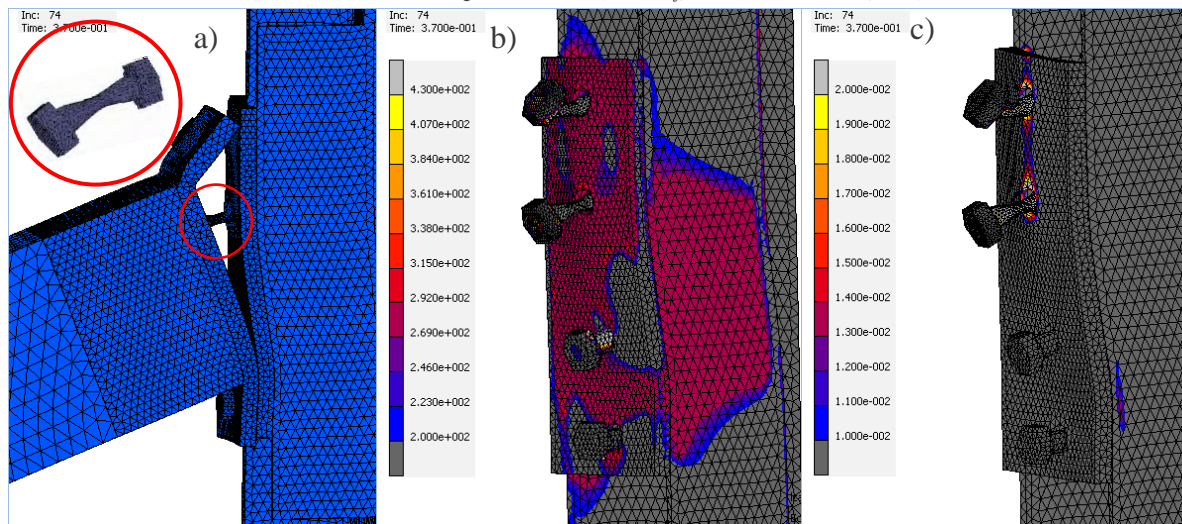 Inc: 74
Time: 3.700e-001
a)
Inc: 74
Time: 3.700e-001
b)
4.300e+002
4.070e+002
3.840e+002
3.610e+002
3.380e+002
3.150e+002
2.920e+002
2.690e+002
2.460e+002
2.230e+002
2.000e+002
Inc: 74
Time: 3.700e-001
c)
2.000e-002
1.900e-002
1.800e-002
1.700e-002
1.600e-002
1.500e-002
1.400e-002
1.300e-002
1.200e-002
1.100e-002
1.000e-002